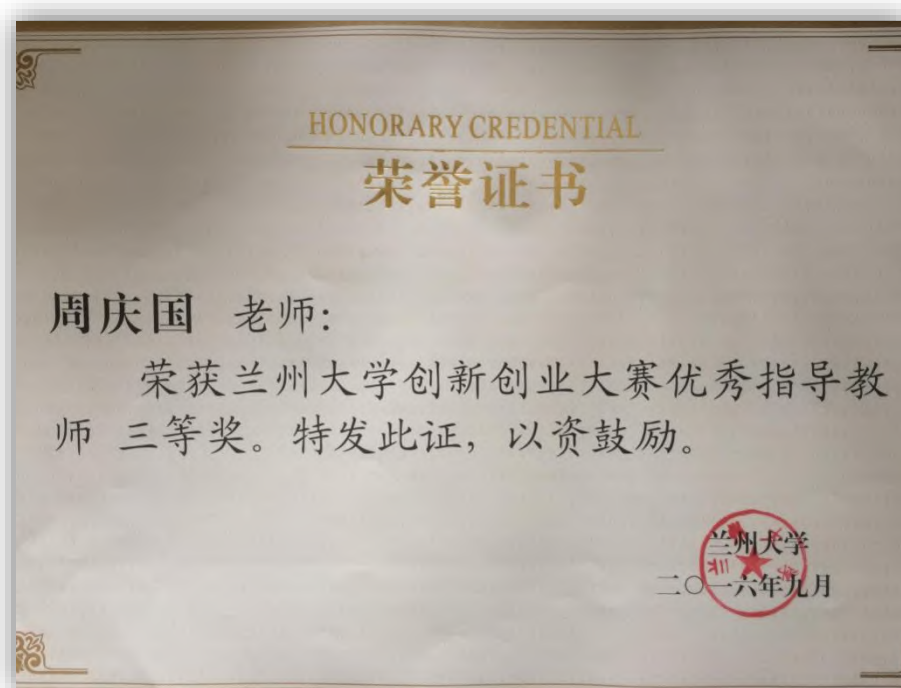 HONORARY CREDENTIAL
荣誉证书
周庆国 老师:
荣获兰州大学创新创业大赛优秀指导教
师 三等奖。特发此证，以资鼓励。
兰州大学
二〇一六年九月